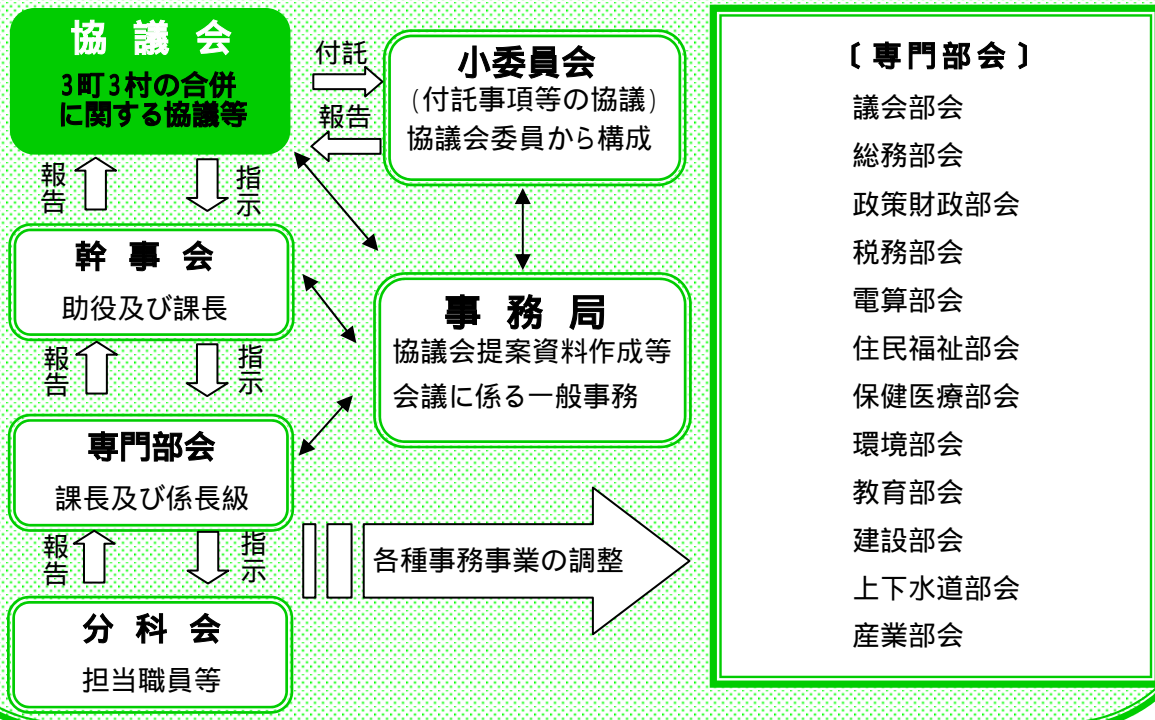 協議会
3町3村の合併
に関する協議等
付託
報告
小委員会
(付託事項等の協議)
協議会委員から構成
報告
指示
幹事会
助役及び課長
事務局
協議会提案資料作成等
会議に係る一般事務
報告
指示
専門部会
課長及び係長級
報告
指示
各種事務事業の調整
分科会
担当職員等
〔専門部会〕
議会部会
総務部会
政策財政部会
税務部会
電算部会
住民福祉部会
保健医療部会
環境部会
教育部会
建設部会
上下水道部会
産業部会